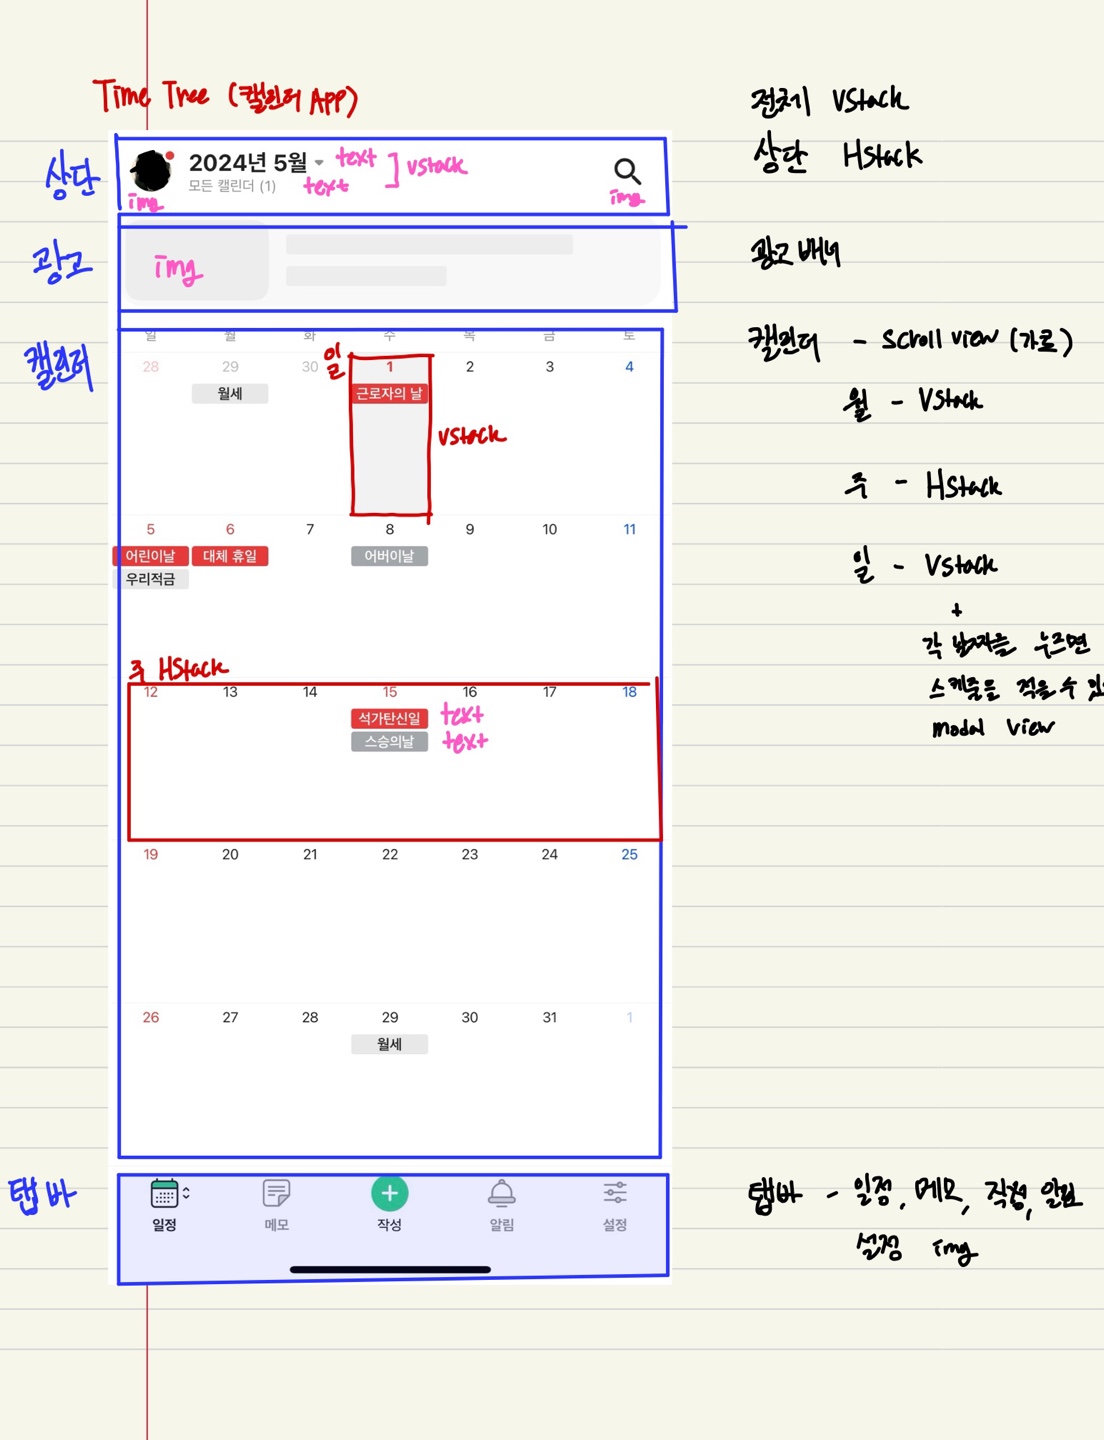 Time Tree (캘린더 App)
전체 VStack
상단 HStack
상단
2024년 5월 text ] vstack
모든 캘린더 (1) text
img
img
광고
img
광고 배너
캘린더
캘린더 - Scroll view (가로)
월 - VStack
주 - HStack
일 - VStack
+
각 날짜을 누르면
스케줄을 적을 수 있
modal view
일 월 화 수 목 금 토
28 29 30 일 1 2 3 4
월세 근로자의 날
vstack
5 6 7 8 9 10 11
어린이날 대체 휴일 어버이날
우리적금
주 HStack
12 13 14 15 16 17 18
석가탄신일 text
스승의날 text
19 20 21 22 23 24 25
26 27 28 29 30 31 1
월세
탭바
일정 메모 작성 알림 설정
탭바 - 일정, 메모, 작성, 알림
설정 img